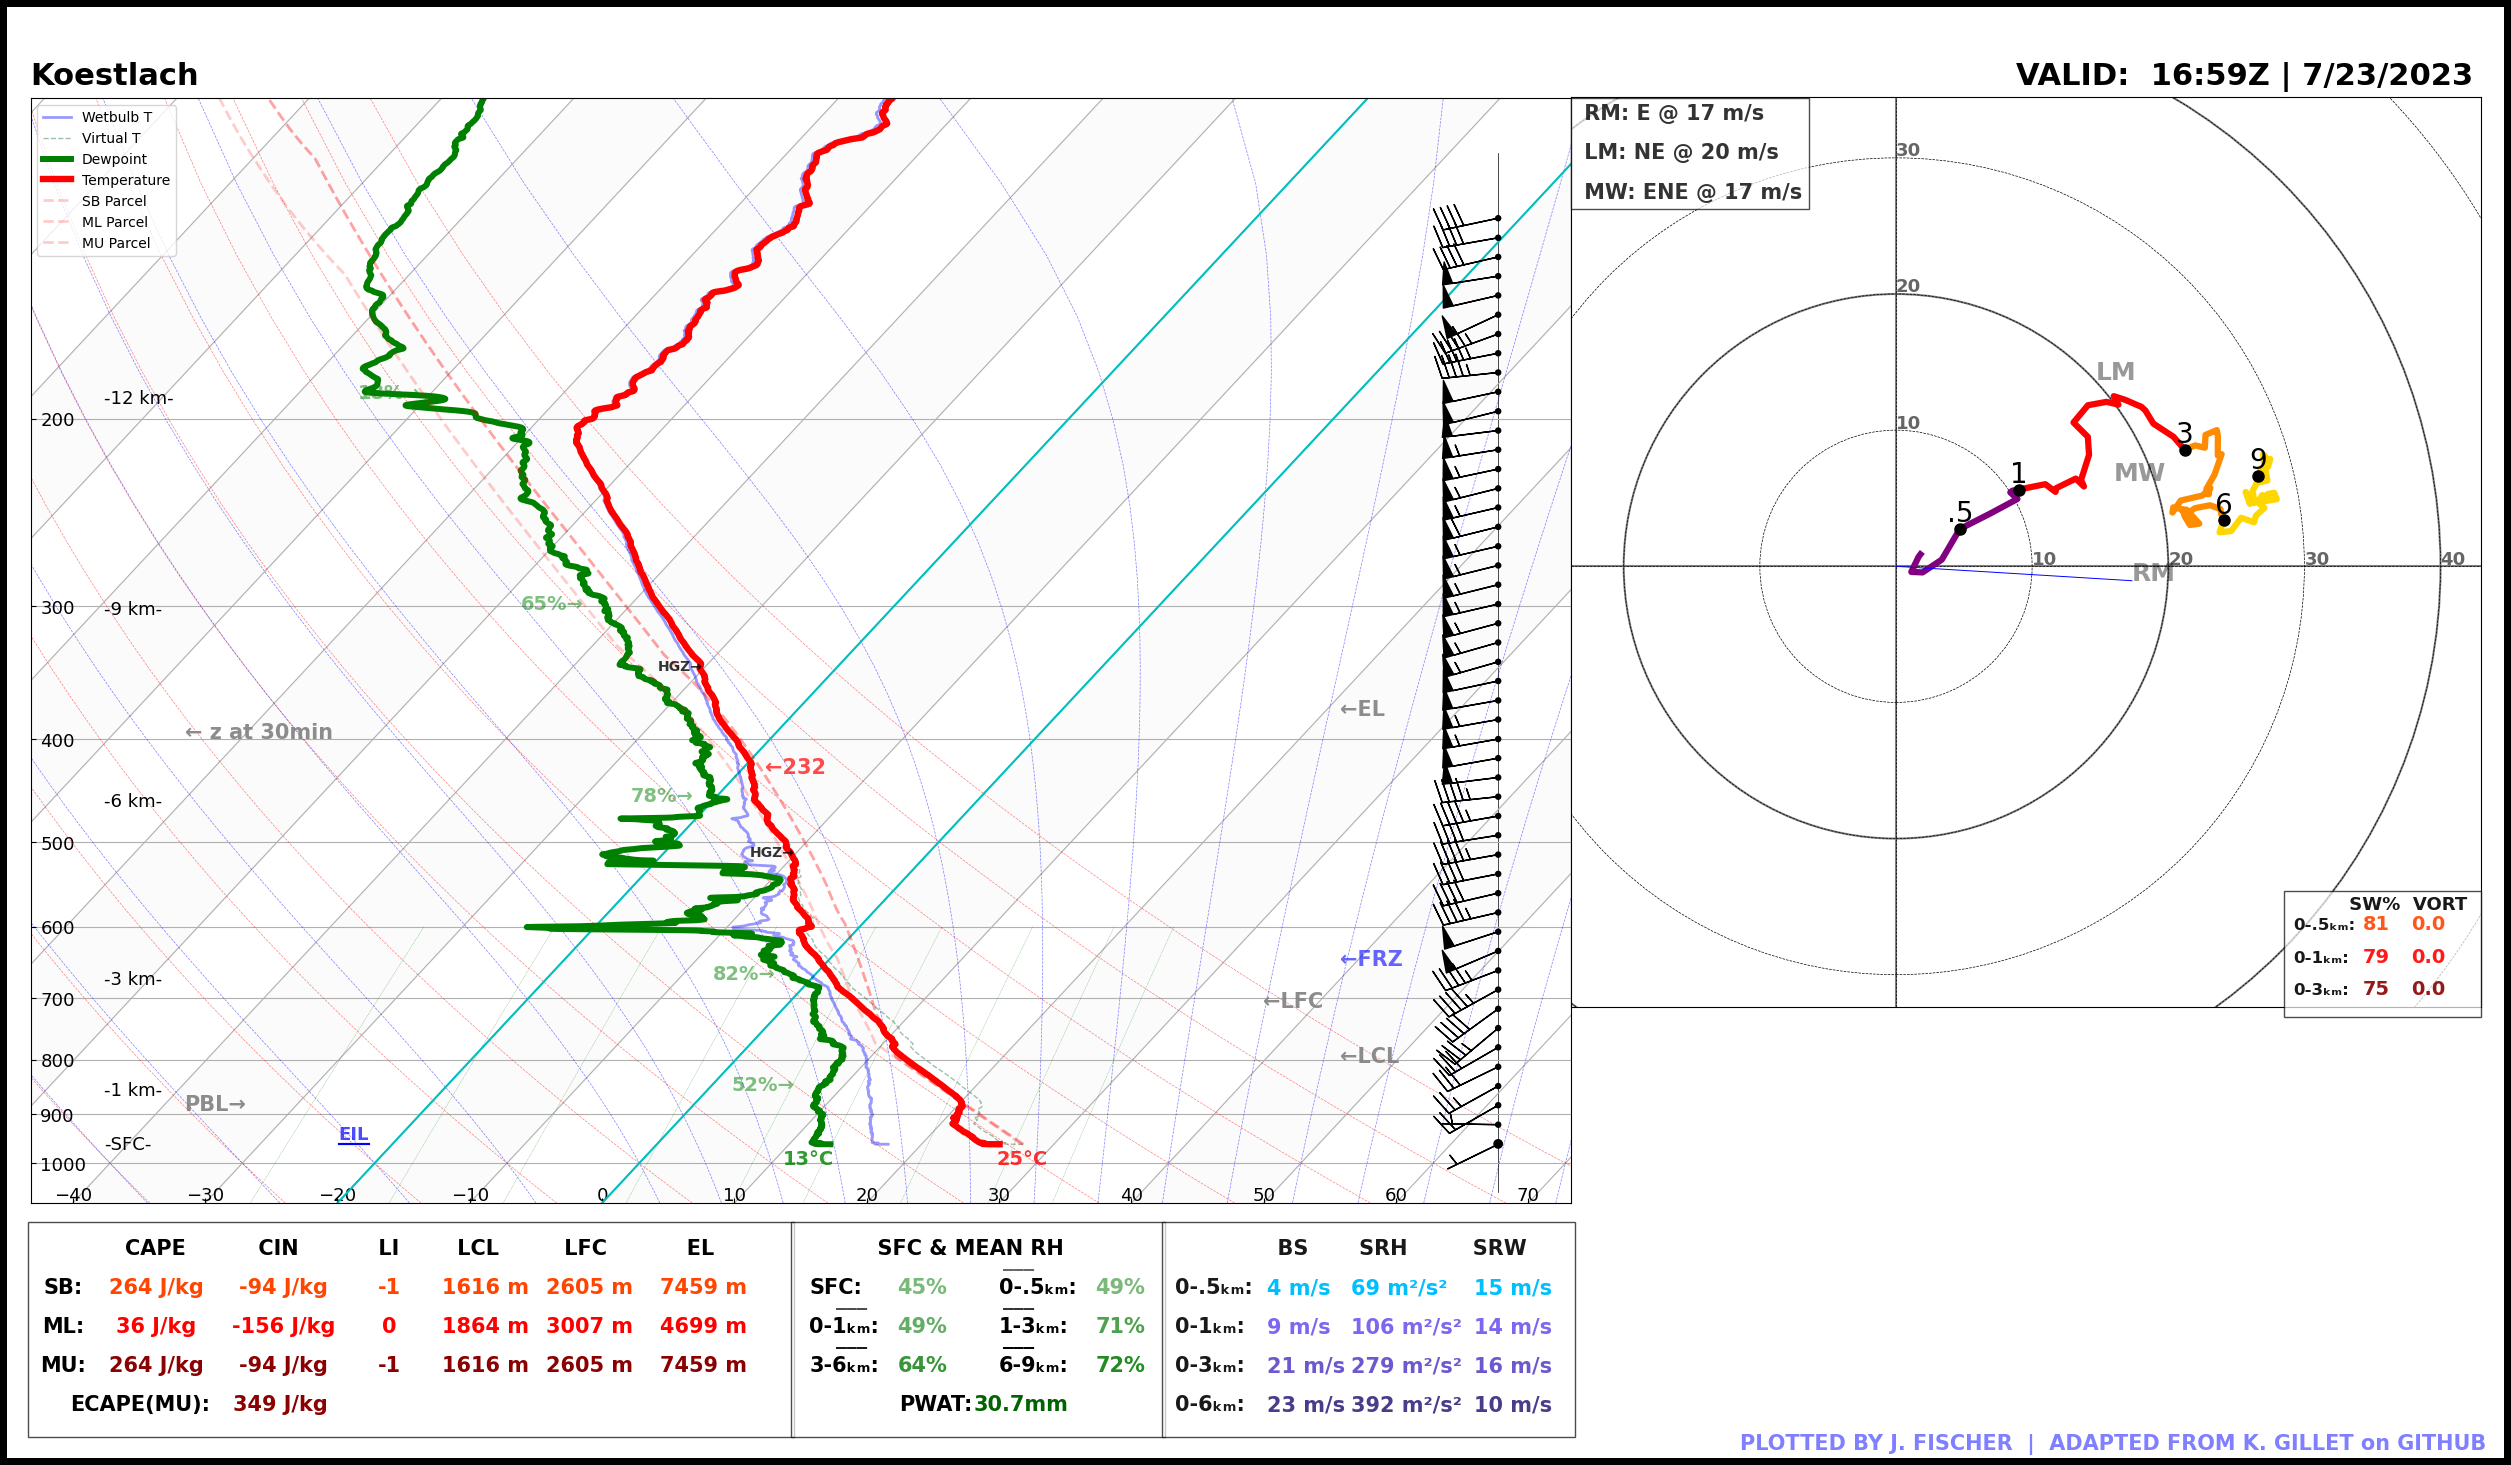 Koestlach
VALID:  16:59Z | 7/23/2023
Wetbulb T
Virtual T
Dewpoint
Temperature
SB Parcel
ML Parcel
MU Parcel
RM: E @ 17 m/s
LM: NE @ 20 m/s
MW: ENE @ 17 m/s
30
20
10
LM
3
MW
9
1
6
.5
10
20
30
40
RM
-12 km-
200
65%→
300
-9 km-
HGZ→
←EL
← z at 30min
400
←232
78%→
-6 km-
500
HGZ→
600
←FRZ
82%→
-3 km-
700
←LFC
800
←LCL
52%→
-1 km-
PBL→
900
EIL
-SFC-
13°C
25°C
1000
−40 −30 −20 −10 0 10 20 30 40 50 60 70
SW% VORT
0-.5km: 81 0.0
0-1km: 79 0.0
0-3km: 75 0.0
CAPE CIN LI LCL LFC EL
SB: 264 J/kg -94 J/kg -1 1616 m 2605 m 7459 m
ML: 36 J/kg -156 J/kg 0 1864 m 3007 m 4699 m
MU: 264 J/kg -94 J/kg -1 1616 m 2605 m 7459 m
ECAPE(MU): 349 J/kg
SFC & MEAN RH
SFC: 45% 0-.5km: 49%
0-1km: 49% 1-3km: 71%
3-6km: 64% 6-9km: 72%
PWAT: 30.7mm
BS SRH SRW
0-.5km: 4 m/s 69 m²/s² 15 m/s
0-1km: 9 m/s 106 m²/s² 14 m/s
0-3km: 21 m/s 279 m²/s² 16 m/s
0-6km: 23 m/s 392 m²/s² 10 m/s
PLOTTED BY J. FISCHER | ADAPTED FROM K. GILLET on GITHUB